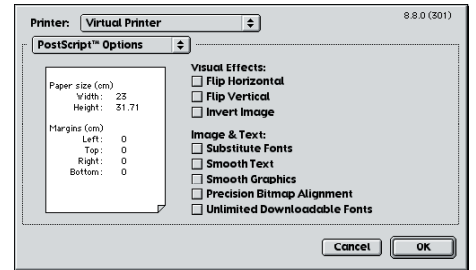 Printer: Virtual Printer 8.8.0 (301)
PostScript™ Options
Paper size (cm)
Width: 23
Height: 31.71
Margins (cm)
Left: 0
Top: 0
Right: 0
Bottom: 0
Visual Effects:
Flip Horizontal
Flip Vertical
Invert Image
Image & Text:
Substitute Fonts
Smooth Text
Smooth Graphics
Precision Bitmap Alignment
Unlimited Downloadable Fonts
Cancel OK